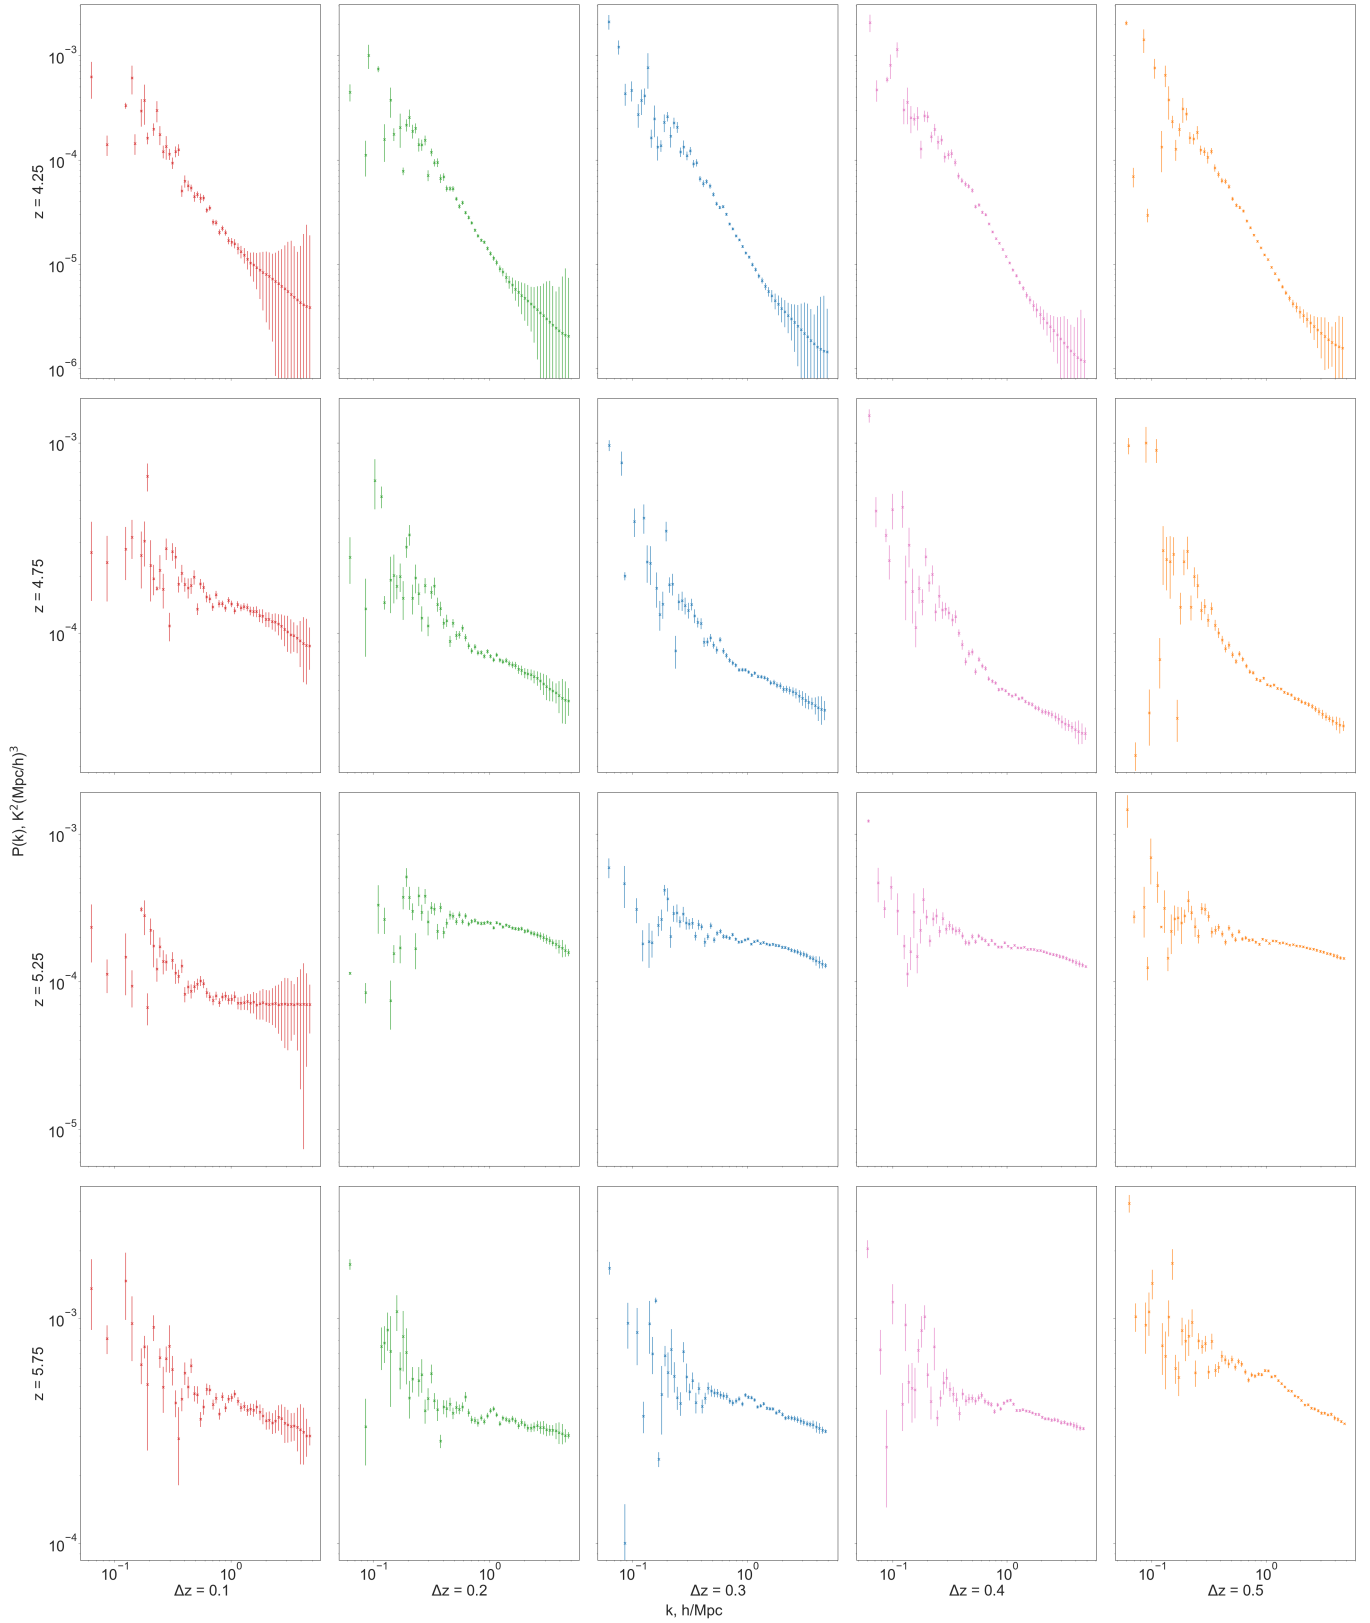 10⁻³
10⁻⁴
10⁻⁵
10⁻⁶
z = 4.25
10⁻³
10⁻⁴
z = 4.75
P(k), K²(Mpc/h)³
10⁻³
10⁻⁴
10⁻⁵
z = 5.25
10⁻³
10⁻⁴
z = 5.75
10⁻¹ 10⁰ 10⁻¹ 10⁰ 10⁻¹ 10⁰ 10⁻¹ 10⁰ 10⁻¹ 10⁰
Δz = 0.1 Δz = 0.2 Δz = 0.3 Δz = 0.4 Δz = 0.5
k, h/Mpc